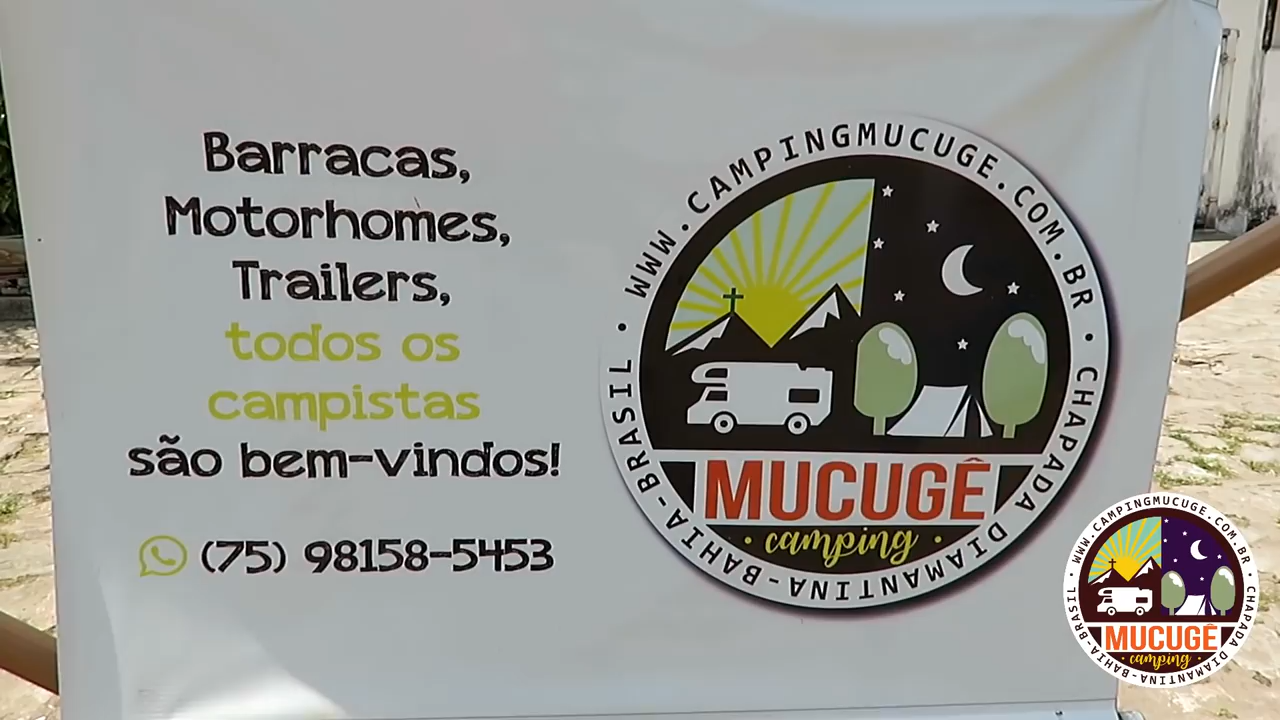 Barracas,
Motorhomes,
Trailers,
todos os
campistas
são bem-vindos!
(75) 98158-5453
• WWW.CAMPINGMUCUGE.COM.BR • CHAPADA DIAMANTINA-BAHIA-BRASIL
MUCUGÊ
• camping •
• WWW.CAMPINGMUCUGE.COM.BR • CHAPADA DIAMANTINA-BAHIA-BRASIL
MUCUGÊ
• camping •